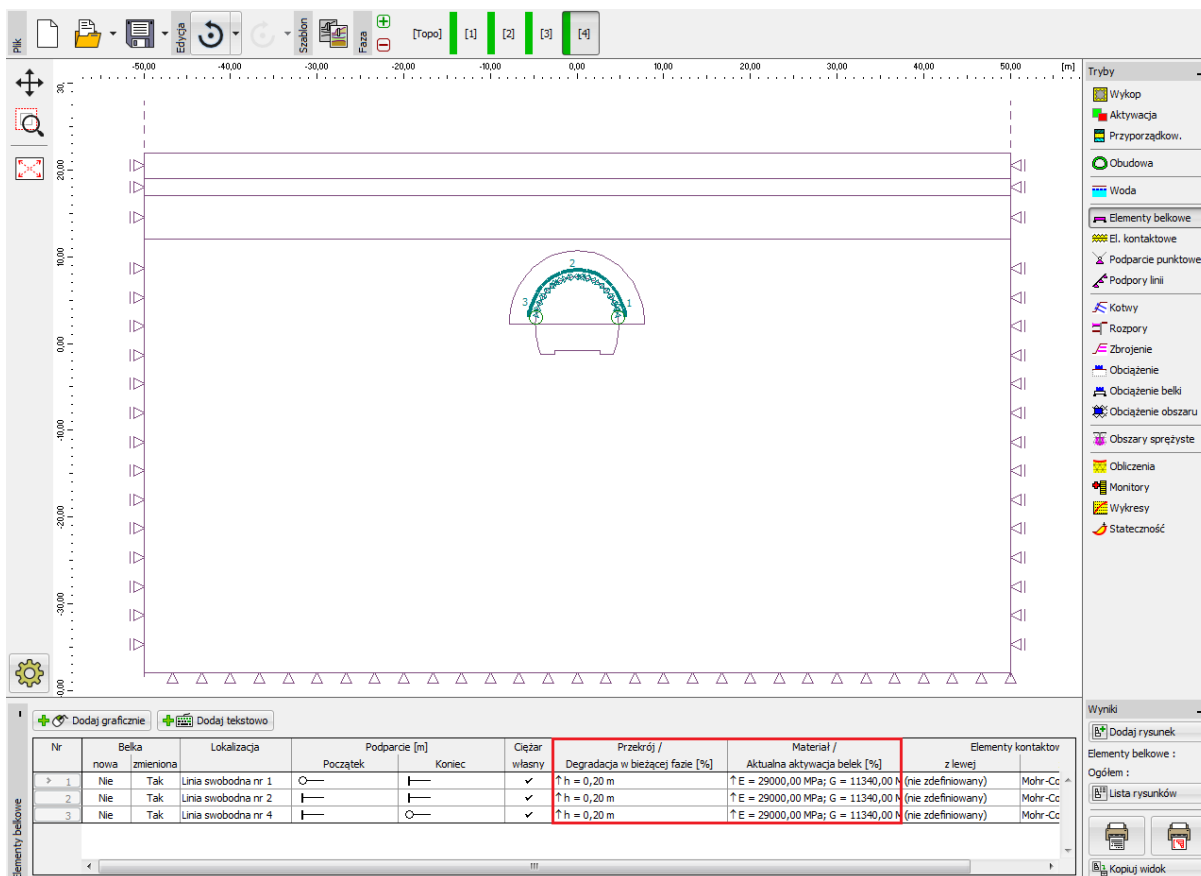 Plik
Edycja
Szablon
Faza
[Topo] [1] [2] [3] [4]
-50,00 -40,00 -30,00 -20,00 -10,00 0,00 10,00 20,00 30,00 40,00 50,00 [m]
30,
20,00
10,00
0,00
-10,00
-20,00
-30,00
2
3 1
Tryby
Wykop
Aktywacja
Przyporządkow.
Obudowa
Woda
Elementy belkowe
El. kontaktowe
Podparcie punktowe
Podpory linii
Kotwy
Rozpory
Zbrojenie
Obciążenie
Obciążenie belki
Obciążenie obszaru
Obszary sprężyste
Obliczenia
Monitory
Wykresy
Stateczność
Elementy belkowe
Dodaj graficznie Dodaj tekstowo
Nr Belka Lokalizacja Podparcie [m] Ciężar Przekrój / Materiał / Elementy kontaktow
nowa zmieniona Początek Koniec własny Degradacja w bieżącej fazie [%] Aktualna aktywacja belek [%] z lewej
1 Nie Tak Linia swobodna nr 1 h = 0,20 m E = 29000,00 MPa; G = 11340,00 M (nie zdefiniowany) Mohr-Co
2 Nie Tak Linia swobodna nr 2 h = 0,20 m E = 29000,00 MPa; G = 11340,00 M (nie zdefiniowany) Mohr-Co
3 Nie Tak Linia swobodna nr 4 h = 0,20 m E = 29000,00 MPa; G = 11340,00 M (nie zdefiniowany) Mohr-Co
Wyniki
Dodaj rysunek
Elementy belkowe :
Ogółem :
Lista rysunków
Kopiuj widok